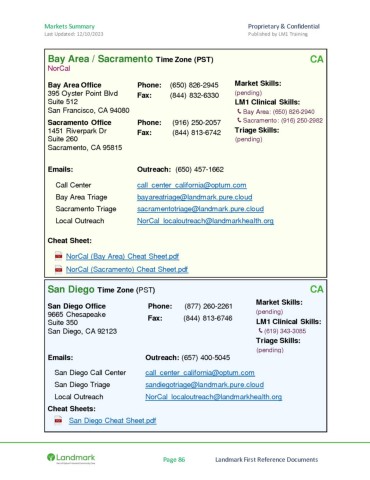 Markets Summary Proprietary & Confidential
Last Updated: 12/10/2023 Published by LM1 Training
Bay Area / Sacramento Time Zone (PST) CA
NorCal
Bay Area Office Phone: (650) 826-2945 Market Skills:
395 Oyster Point Blvd Fax: (844) 832-6330 (pending)
Suite 512 LM1 Clinical Skills:
San Francisco, CA 94080 Bay Area: (650) 826-2940
Sacramento Office Phone: (916) 250-2057 Sacramento: (916) 250-2982
1451 Riverpark Dr Fax: (844) 813-6742 Triage Skills:
Suite 260 (pending)
Sacramento, CA 95815
Emails: Outreach: (650) 457-1662
Call Center call_center_california@optum.com
Bay Area Triage bayareatriage@landmark.pure.cloud
Sacramento Triage sacramentotriage@landmark.pure.cloud
Local Outreach NorCal_localoutreach@landmarkhealth.org
Cheat Sheet:
NorCal (Bay Area) Cheat Sheet.pdf
NorCal (Sacramento) Cheat Sheet.pdf
San Diego Time Zone (PST) CA
San Diego Office Phone: (877) 260-2261 Market Skills:
9665 Chesapeake Fax: (844) 813-6746 (pending)
Suite 350 LM1 Clinical Skills:
San Diego, CA 92123 (619) 343-3085
Triage Skills:
(pending)
Emails: Outreach: (657) 400-5045
San Diego Call Center call_center_california@optum.com
San Diego Triage sandiegotriage@landmark.pure.cloud
Local Outreach NorCal_localoutreach@landmarkhealth.org
Cheat Sheets:
San Diego Cheat Sheet.pdf
Landmark Page 86 Landmark First Reference Documents